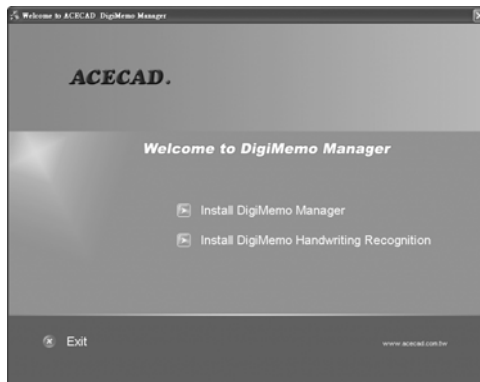 Welcome to ACECAD DigiMemo Manager
ACECAD.
Welcome to DigiMemo Manager
Install DigiMemo Manager
Install DigiMemo Handwriting Recognition
Exit
www.acecad.com.tw